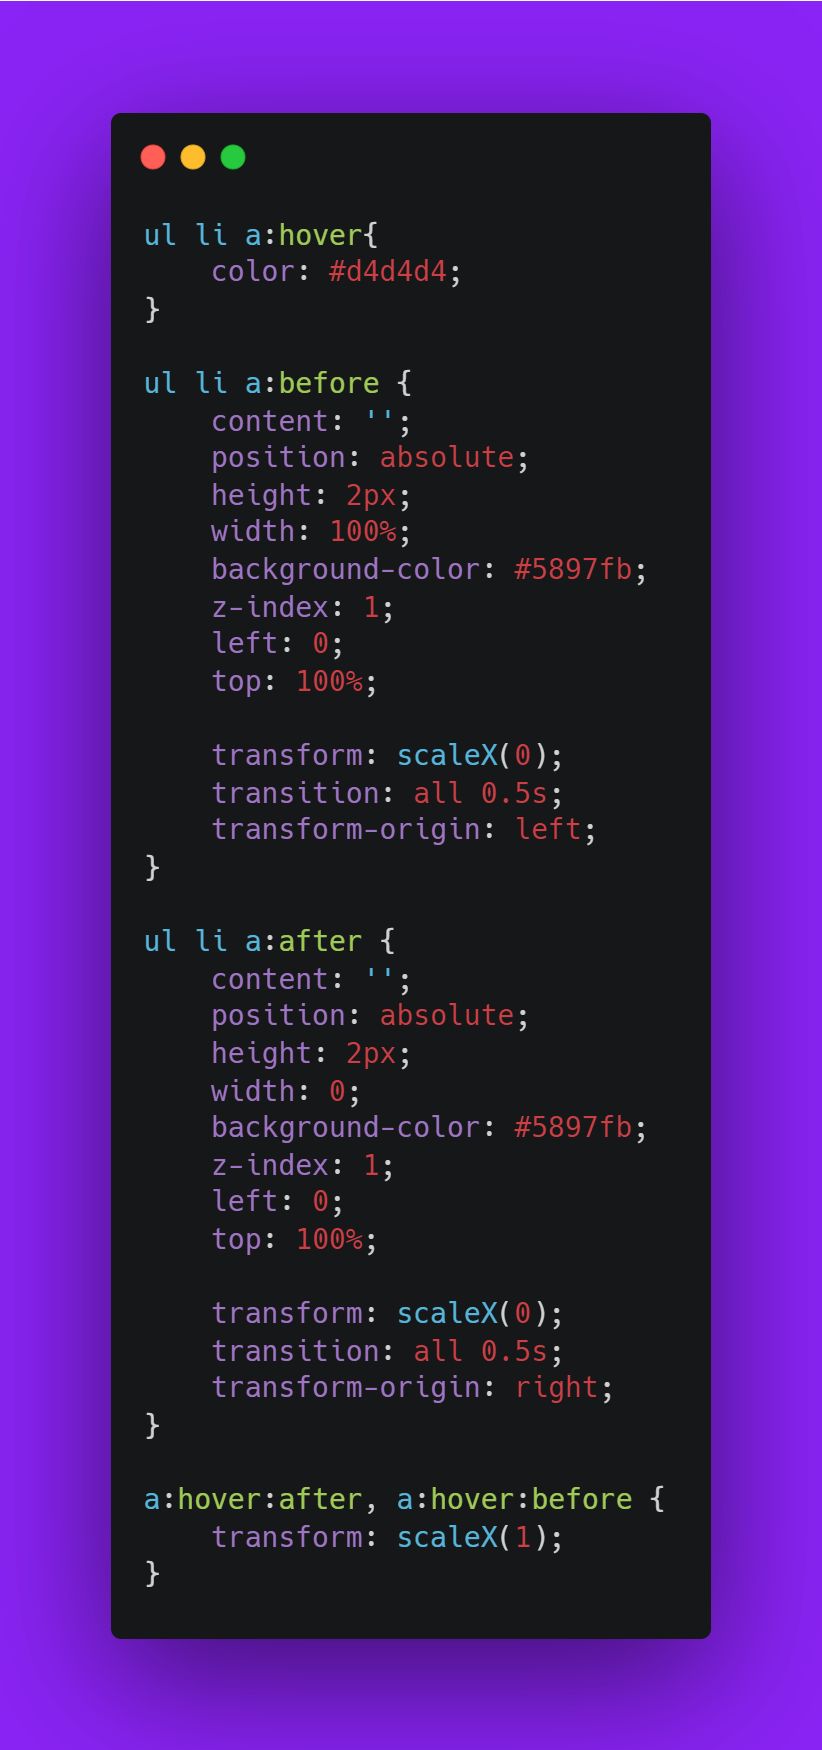 ul li a:hover{
    color: #d4d4d4;
}

ul li a:before {
    content: '';
    position: absolute;
    height: 2px;
    width: 100%;
    background-color: #5897fb;
    z-index: 1;
    left: 0;
    top: 100%;

    transform: scaleX(0);
    transition: all 0.5s;
    transform-origin: left;
}

ul li a:after {
    content: '';
    position: absolute;
    height: 2px;
    width: 0;
    background-color: #5897fb;
    z-index: 1;
    left: 0;
    top: 100%;

    transform: scaleX(0);
    transition: all 0.5s;
    transform-origin: right;
}

a:hover:after, a:hover:before {
    transform: scaleX(1);
}